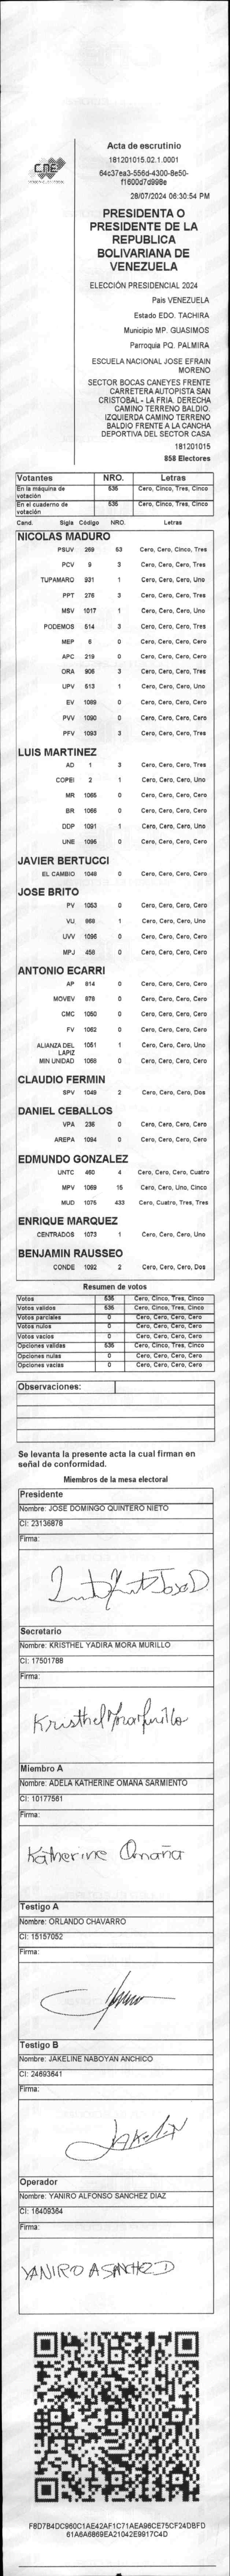 CNE
Acta de escrutinio
181201015.02.1.0001
64c37ea3-556d-4300-8e50-
f1600d7d998e
28/07/2024 06:30:54 PM
PRESIDENTA O
PRESIDENTE DE LA
REPUBLICA
BOLIVARIANA DE
VENEZUELA
ELECCIÓN PRESIDENCIAL 2024
País VENEZUELA
Estado EDO. TACHIRA
Municipio MP. GUASIMOS
Parroquia PQ. PALMIRA
ESCUELA NACIONAL JOSE EFRAIN
MORENO
SECTOR BOCAS CANEYES FRENTE
CARRETERA AUTOPISTA SAN
CRISTOBAL - LA FRIA. DERECHA
CAMINO TERRENO BALDIO.
IZQUIERDA CAMINO TERRENO
BALDIO FRENTE A LA CANCHA
DEPORTIVA DEL SECTOR CASA
181201015
858 Electores
Votantes NRO. Letras
En la máquina de votación 535 Cero, Cinco, Tres, Cinco
En el cuaderno de votación 535 Cero, Cinco, Tres, Cinco
Cand. Sigla Código NRO. Letras
NICOLAS MADURO
PSUV 269 53 Cero, Cero, Cinco, Tres
PCV 9 3 Cero, Cero, Cero, Tres
TUPAMARO 931 1 Cero, Cero, Cero, Uno
PPT 276 3 Cero, Cero, Cero, Tres
MSV 1017 1 Cero, Cero, Cero, Uno
PODEMOS 514 3 Cero, Cero, Cero, Tres
MEP 6 0 Cero, Cero, Cero, Cero
APC 219 0 Cero, Cero, Cero, Cero
ORA 906 3 Cero, Cero, Cero, Tres
UPV 513 1 Cero, Cero, Cero, Uno
EV 1089 0 Cero, Cero, Cero, Cero
PVV 1090 0 Cero, Cero, Cero, Cero
PFV 1093 3 Cero, Cero, Cero, Tres
LUIS MARTINEZ
AD 1 3 Cero, Cero, Cero, Tres
COPEI 2 1 Cero, Cero, Cero, Uno
MR 1065 0 Cero, Cero, Cero, Cero
BR 1066 0 Cero, Cero, Cero, Cero
DDP 1091 1 Cero, Cero, Cero, Uno
UNE 1095 0 Cero, Cero, Cero, Cero
JAVIER BERTUCCI
EL CAMBIO 1048 0 Cero, Cero, Cero, Cero
JOSE BRITO
PV 1053 0 Cero, Cero, Cero, Cero
VU 868 1 Cero, Cero, Cero, Uno
UVV 1096 0 Cero, Cero, Cero, Cero
MPJ 458 0 Cero, Cero, Cero, Cero
ANTONIO ECARRI
AP 814 0 Cero, Cero, Cero, Cero
MOVEV 876 0 Cero, Cero, Cero, Cero
CMC 1050 0 Cero, Cero, Cero, Cero
FV 1062 0 Cero, Cero, Cero, Cero
ALIANZA DEL LAPIZ 1051 1 Cero, Cero, Cero, Uno
MIN UNIDAD 1068 0 Cero, Cero, Cero, Cero
CLAUDIO FERMIN
SPV 1049 2 Cero, Cero, Cero, Dos
DANIEL CEBALLOS
VPA 236 0 Cero, Cero, Cero, Cero
AREPA 1094 0 Cero, Cero, Cero, Cero
EDMUNDO GONZALEZ
UNTC 460 4 Cero, Cero, Cero, Cuatro
MPV 1069 15 Cero, Cero, Uno, Cinco
MUD 1075 433 Cero, Cuatro, Tres, Tres
ENRIQUE MARQUEZ
CENTRADOS 1073 1 Cero, Cero, Cero, Uno
BENJAMIN RAUSSEO
CONDE 1092 2 Cero, Cero, Cero, Dos
Resumen de votos
Votos 535 Cero, Cinco, Tres, Cinco
Votos validos 535 Cero, Cinco, Tres, Cinco
Votos parciales 0 Cero, Cero, Cero, Cero
Votos nulos 0 Cero, Cero, Cero, Cero
Votos vacios 0 Cero, Cero, Cero, Cero
Opciones validas 535 Cero, Cinco, Tres, Cinco
Opciones nulas 0 Cero, Cero, Cero, Cero
Opciones vacias 0 Cero, Cero, Cero, Cero
Observaciones:
Se levanta la presente acta la cual firman en
señal de conformidad.
Miembros de la mesa electoral
Presidente
Nombre: JOSE DOMINGO QUINTERO NIETO
CI: 23136878
Firma:
Secretario
Nombre: KRISTHEL YADIRA MORA MURILLO
CI: 17501788
Firma:
Kristhel Mora Murillo
Miembro A
Nombre: ADELA KATHERINE OMAÑA SARMIENTO
CI: 10177561
Firma:
Katherine Omaña
Testigo A
Nombre: ORLANDO CHAVARRO
CI: 15157052
Firma:
Testigo B
Nombre: JAKELINE NABOYAN ANCHICO
CI: 24693641
Firma:
Operador
Nombre: YANIRO ALFONSO SANCHEZ DIAZ
CI: 16409364
Firma:
YANIRO A SANCHEZ D
F8D7B4DC960C1AE42AF1C71AEA96CE75CF24DBFD
61A6A6869EA21042E9917C4D